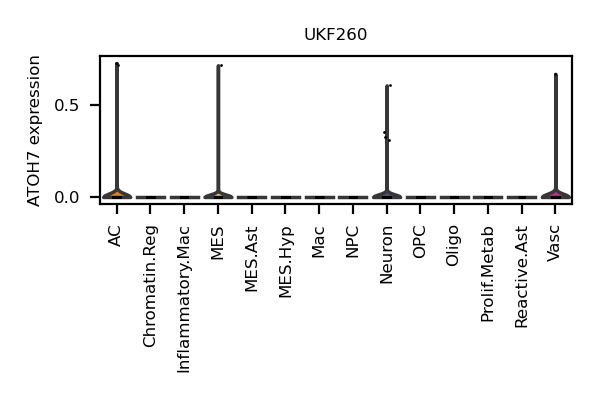 UKF260
ATOH7 expression
0.5
0.0
AC
Chromatin.Reg
Inflammatory.Mac
MES
MES.Ast
MES.Hyp
Mac
NPC
Neuron
OPC
Oligo
Prolif.Metab
Reactive.Ast
Vasc